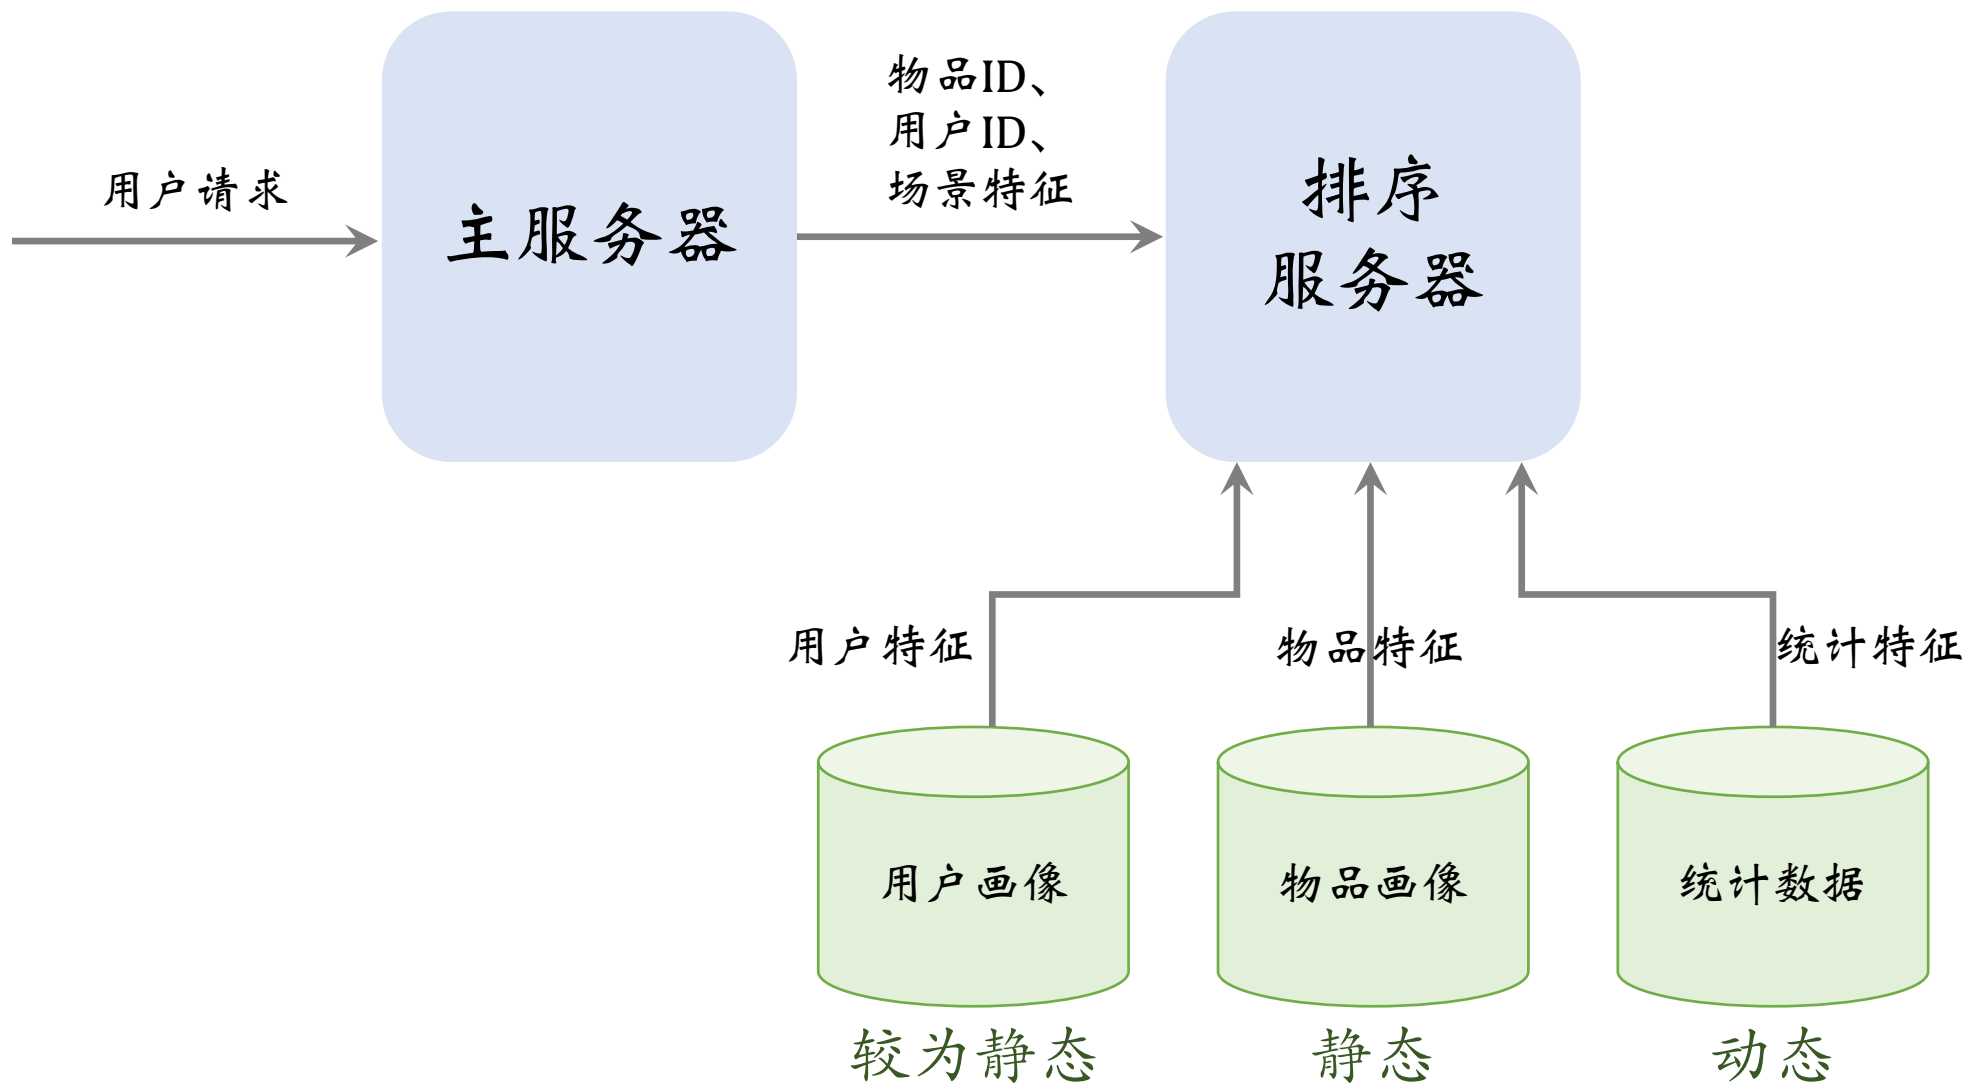 用户请求
主服务器
物品ID、
用户ID、
场景特征
排序
服务器
用户特征
物品特征
统计特征
用户画像
物品画像
统计数据
较为静态
静态
动态